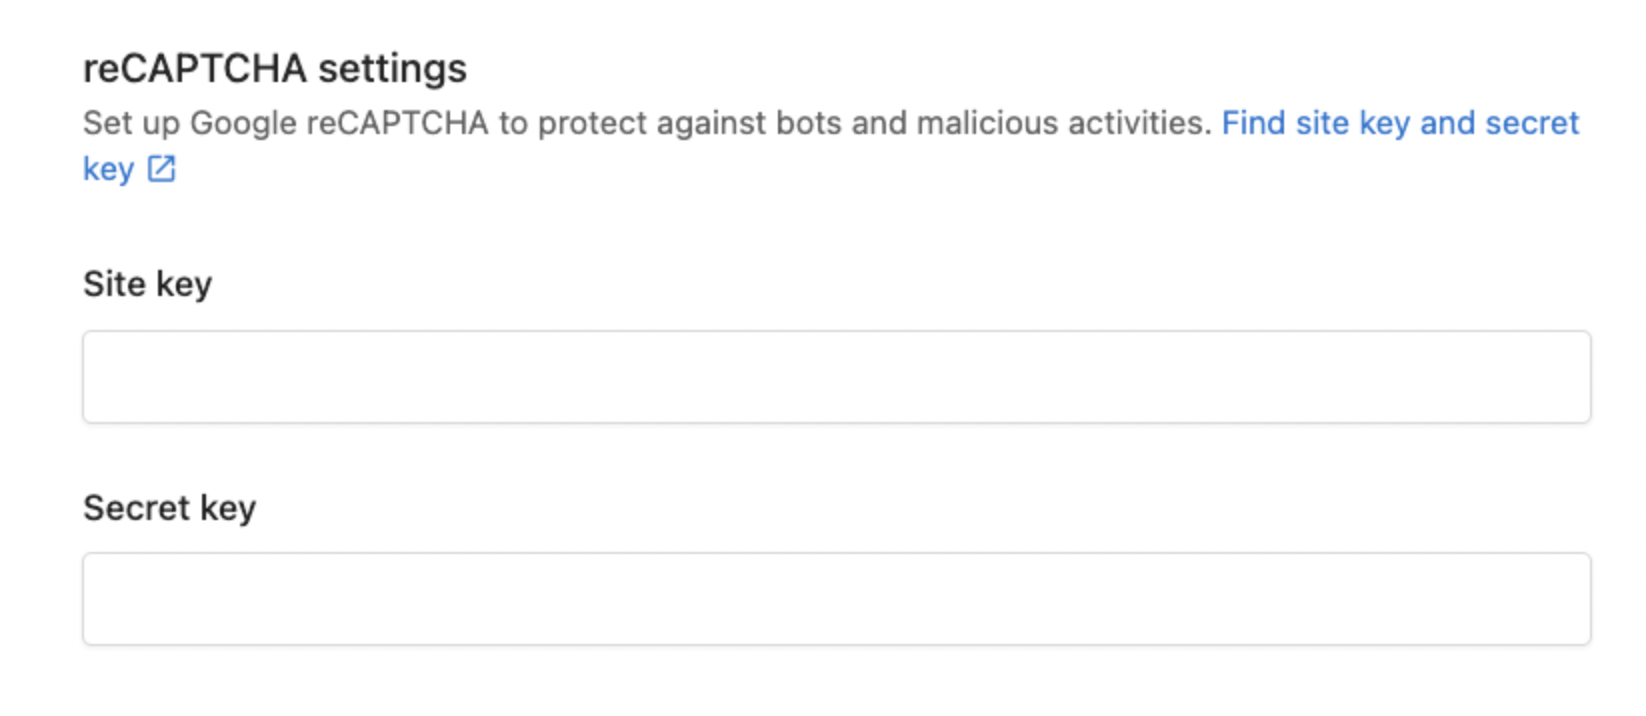 reCAPTCHA settings
Set up Google reCAPTCHA to protect against bots and malicious activities. Find site key and secret
key
Site key
Secret key